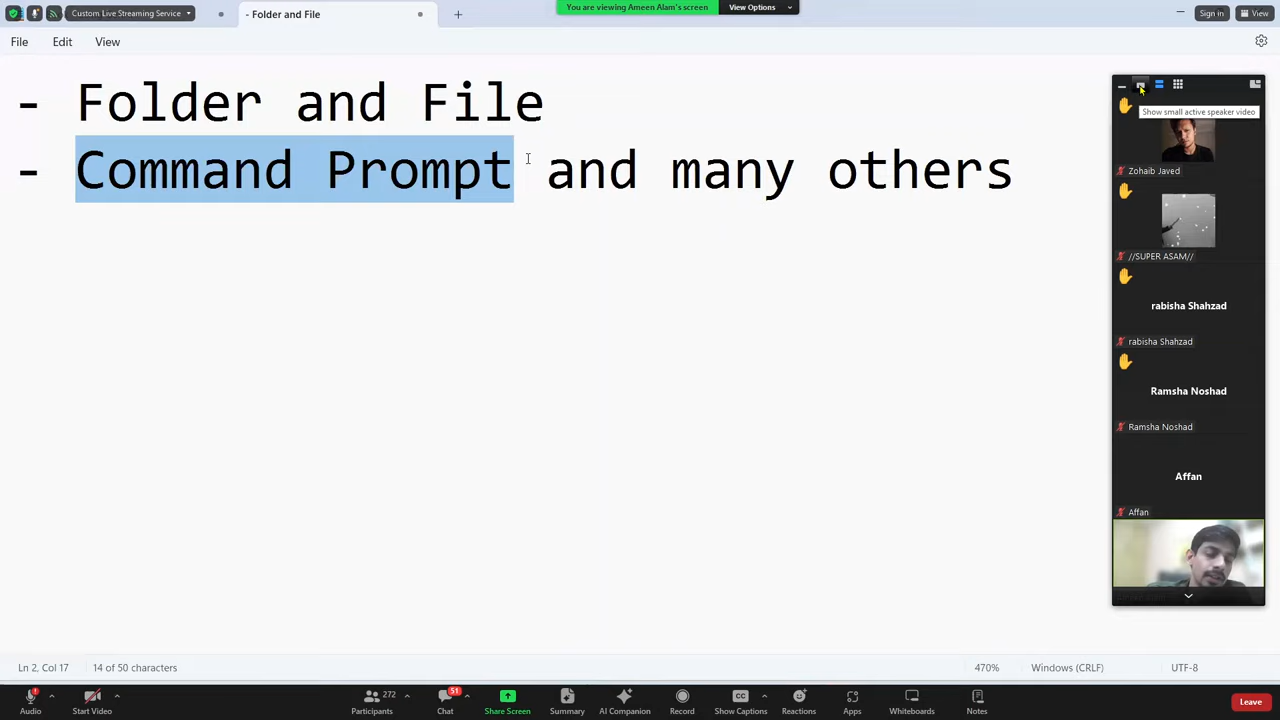 Custom Live Streaming Service
- Folder and File
You are viewing Ameen Alam's screen
View Options
Sign in
View
File
Edit
View
- Folder and File
- Command Prompt and many others
Show small active speaker video
Zohaib Javed
//SUPER ASAM//
rabisha Shahzad
rabisha Shahzad
Ramsha Noshad
Ramsha Noshad
Affan
Affan
Ln 2, Col 17
14 of 50 characters
470%
Windows (CRLF)
UTF-8
Audio
Start Video
272
Participants
51
Chat
Share Screen
Summary
AI Companion
Record
CC
Show Captions
Reactions
Apps
Whiteboards
Notes
Leave